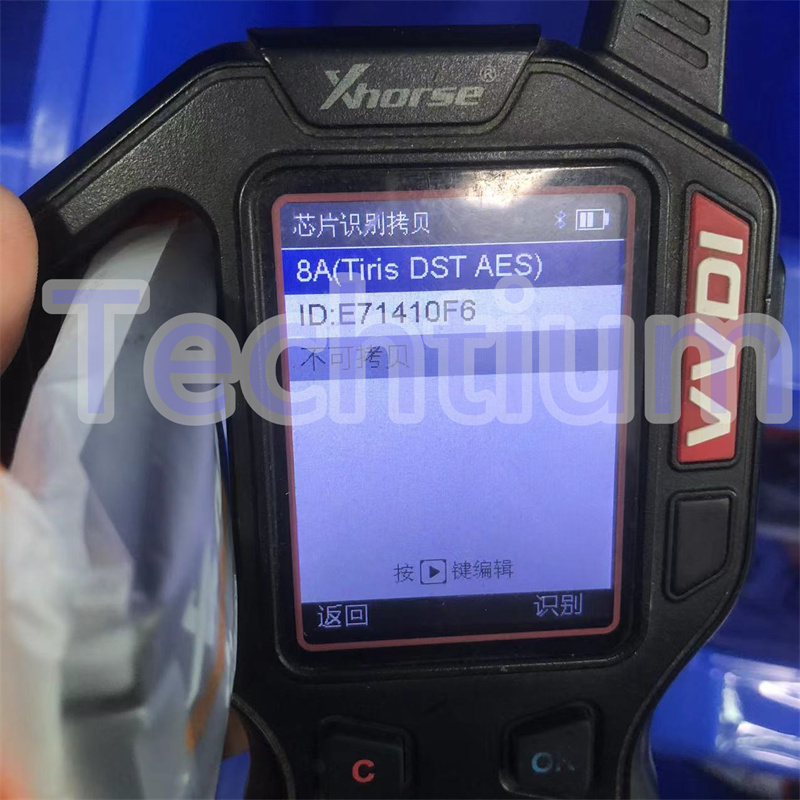 Xhorse®
芯片识别拷贝
8A(Tiris DST AES)
ID:E71410F6
不可拷贝
Techtium
VVDI
按 ▶ 键编辑
返回 识别
C OK